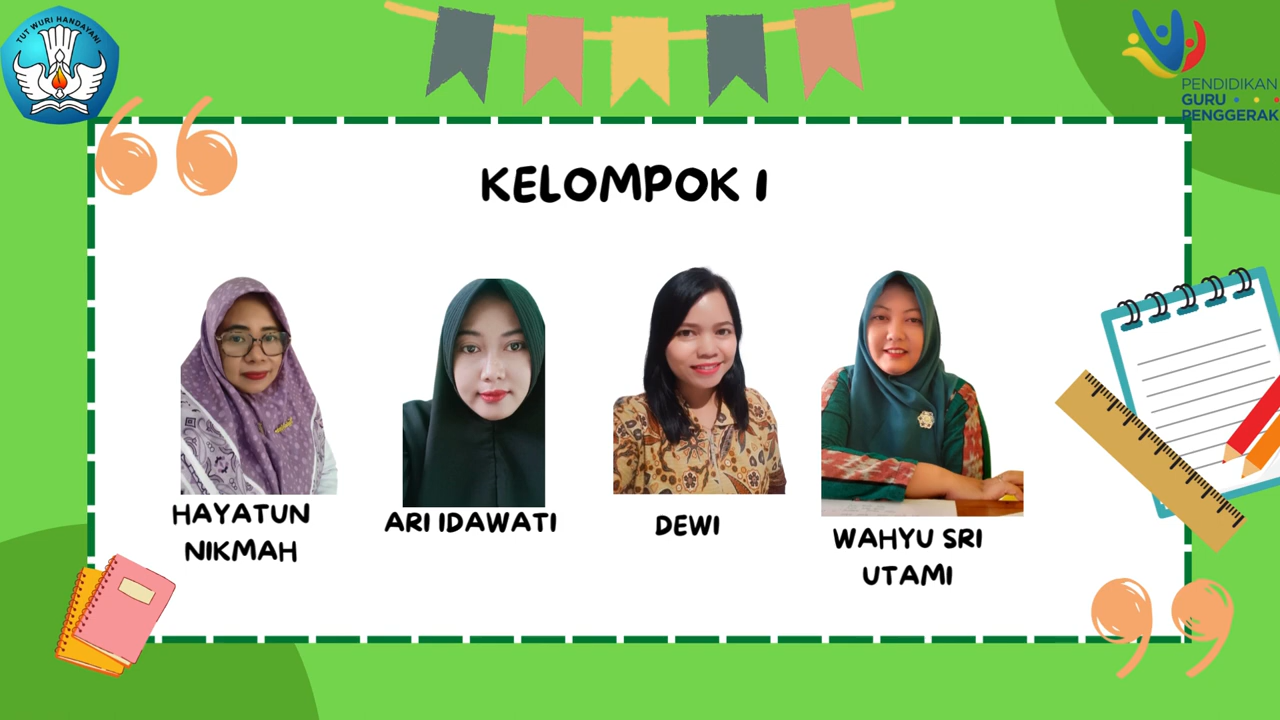 TUT WURI HANDAYANI
PENDIDIKAN
GURU
PENGGERAK
KELOMPOK 1
HAYATUN
NIKMAH
ARI IDAWATI
DEWI
WAHYU SRI
UTAMI